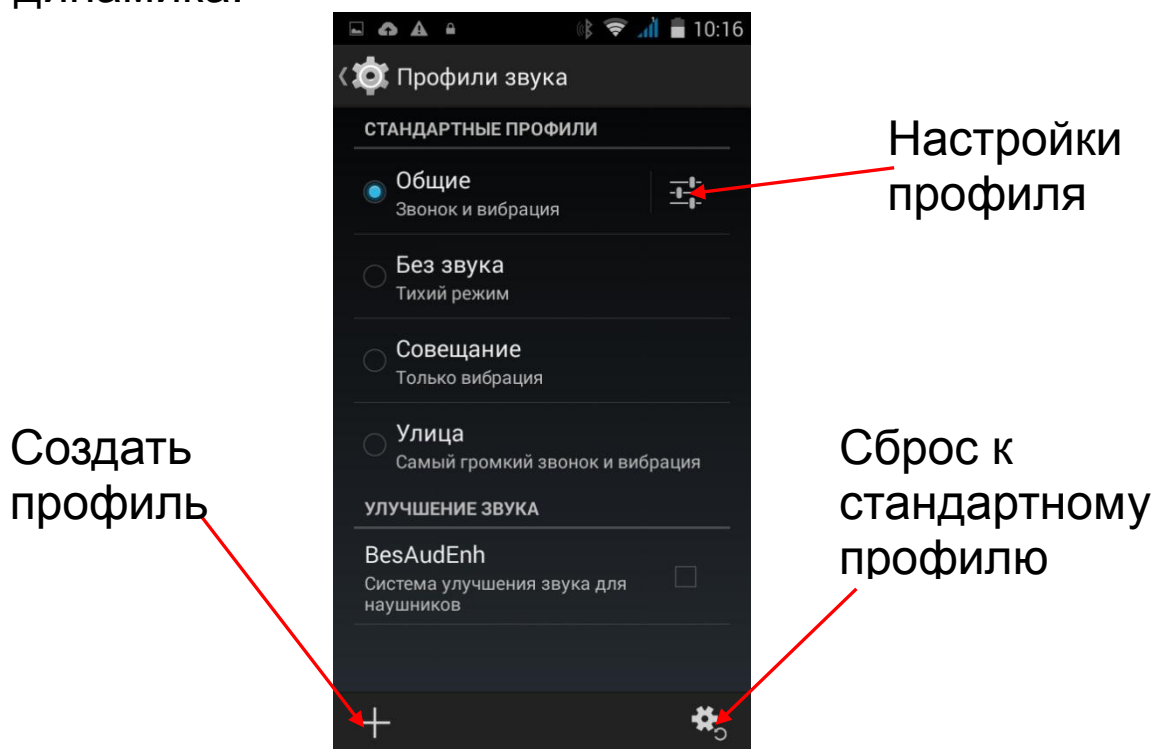 динамика.
10:16
Профили звука
СТАНДАРТНЫЕ ПРОФИЛИ
Общие
Звонок и вибрация
Настройки
профиля
Без звука
Тихий режим
Совещание
Только вибрация
Улица
Самый громкий звонок и вибрация
Создать
профиль
Сброс к
стандартному
профилю
УЛУЧШЕНИЕ ЗВУКА
BesAudEnh
Система улучшения звука для
наушников